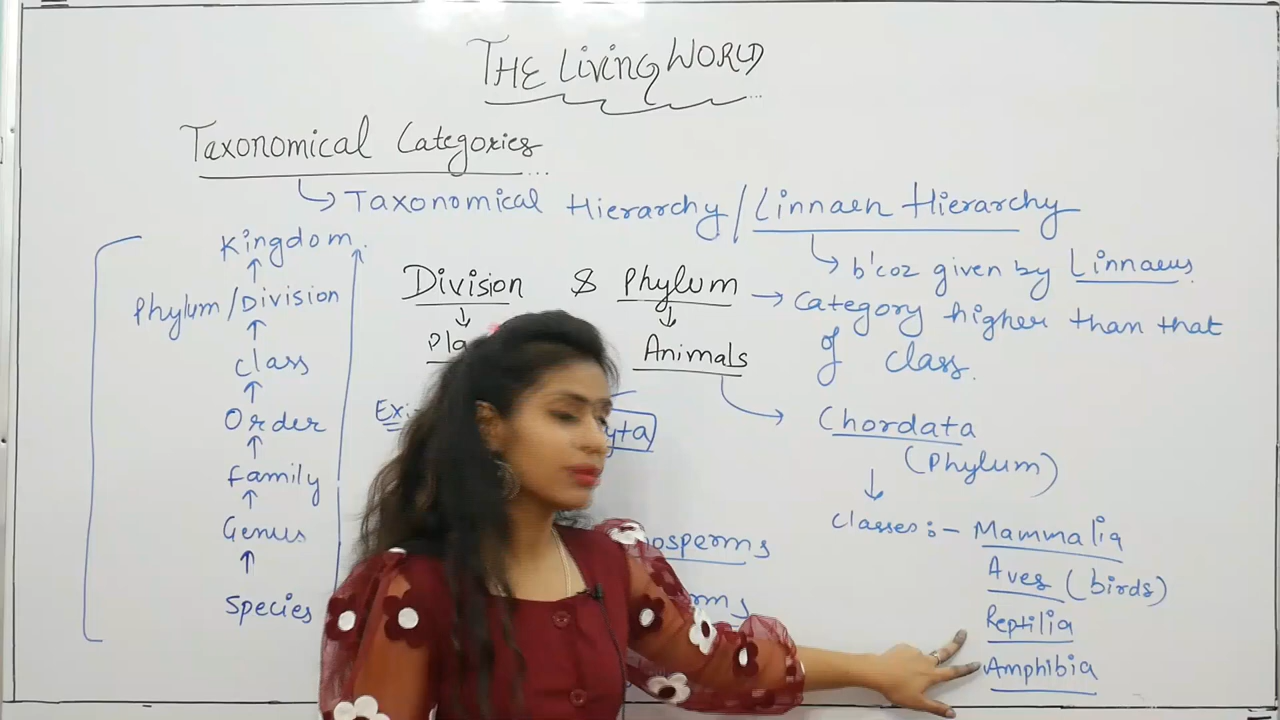 THE LIVING WORLD
Taxonomical Categories...
Taxonomical Hierarchy / Linnaen Hierarchy
b'coz given by Linnaeus.
Kingdom.
Phylum/Division
class
Order
family
Genus
Species
Division & Phylum
Category higher than that
of class.
Animals
Chordata
(Phylum)
Classes:- Mammalia
Aves (birds)
Reptilia
Amphibia